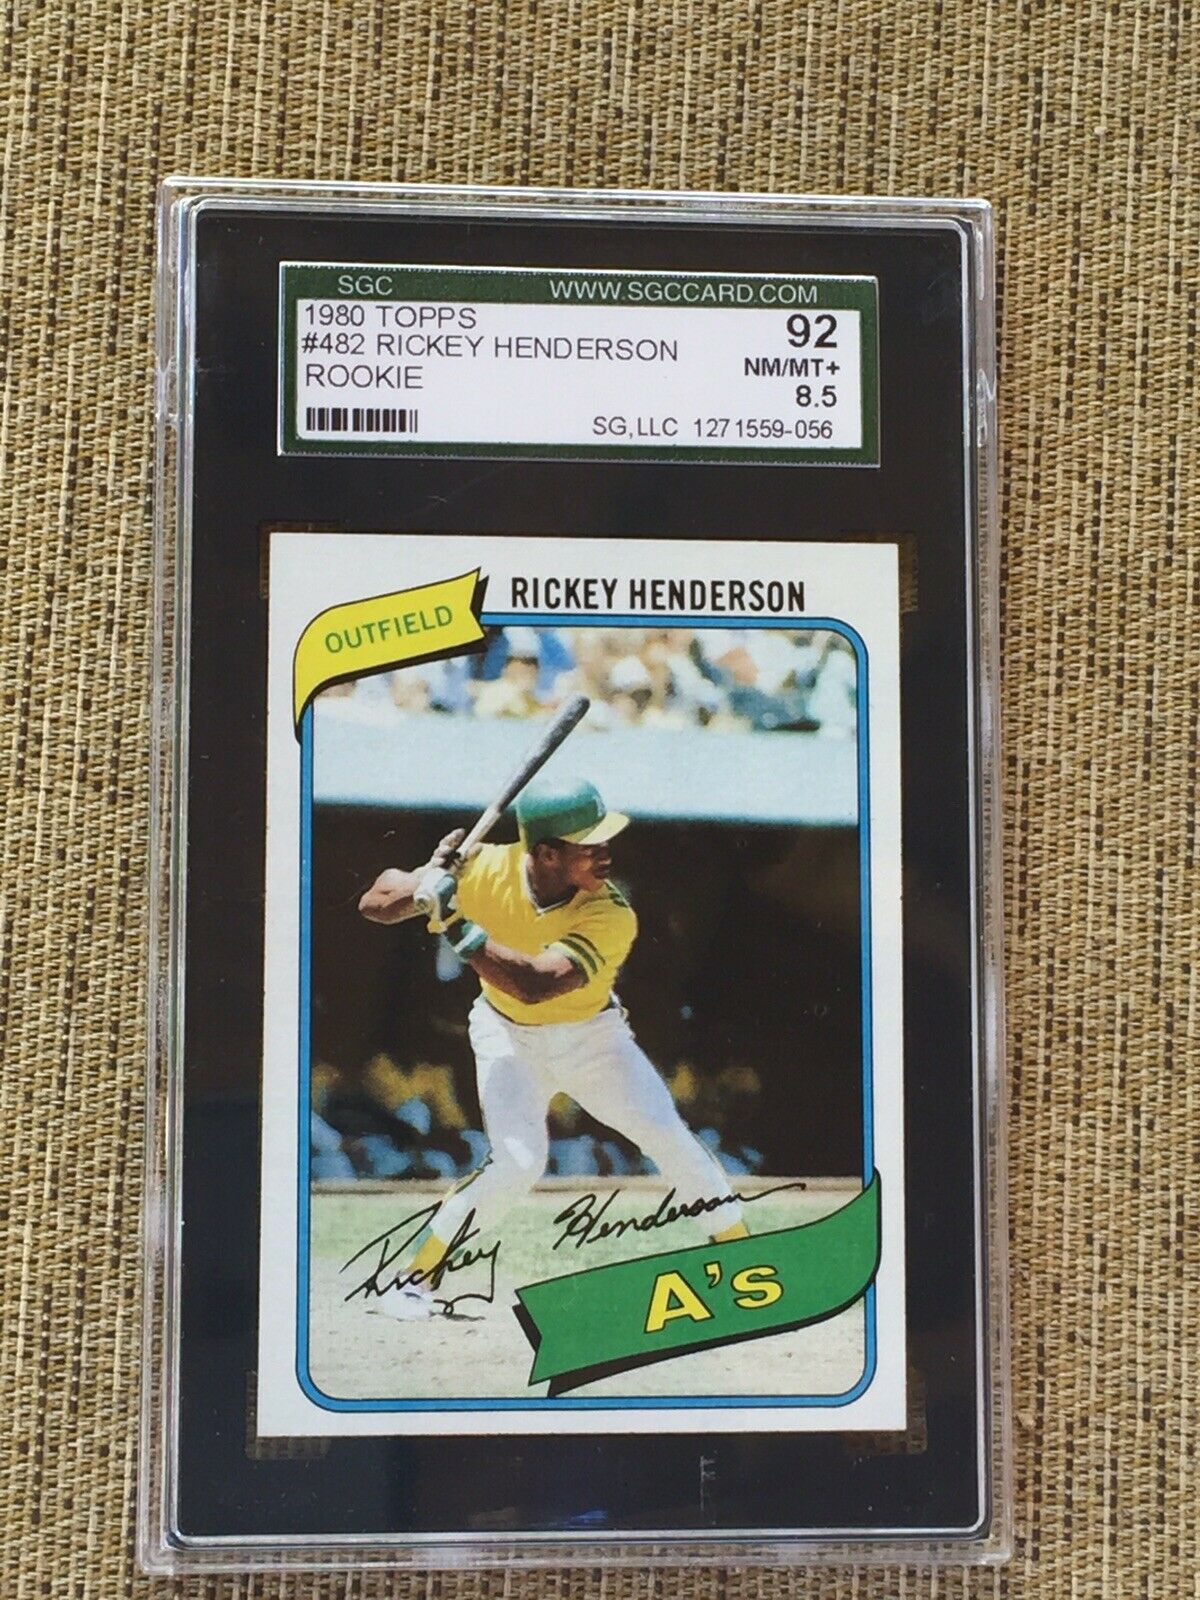 SGC WWW.SGCCARD.COM
1980 TOPPS 92
#482 RICKEY HENDERSON NM/MT+
ROOKIE 8.5
SG,LLC 1271559-056
RICKEY HENDERSON
OUTFIELD
Rickey Henderson
A's